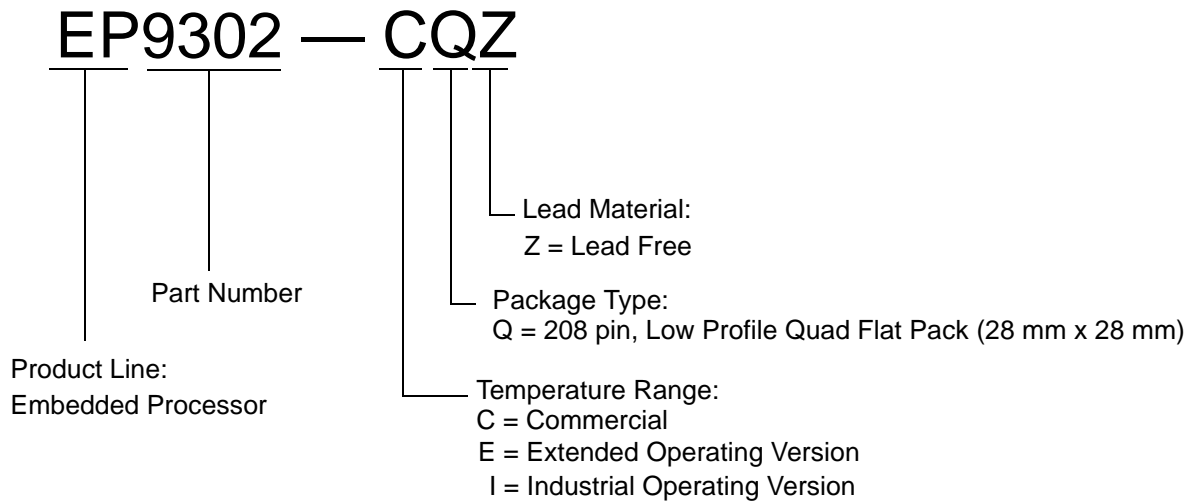 EP9302 — CQZ
Lead Material:
Z = Lead Free
Part Number
Package Type:
Q = 208 pin, Low Profile Quad Flat Pack (28 mm x 28 mm)
Product Line:
Embedded Processor
Temperature Range:
C = Commercial
E = Extended Operating Version
I = Industrial Operating Version